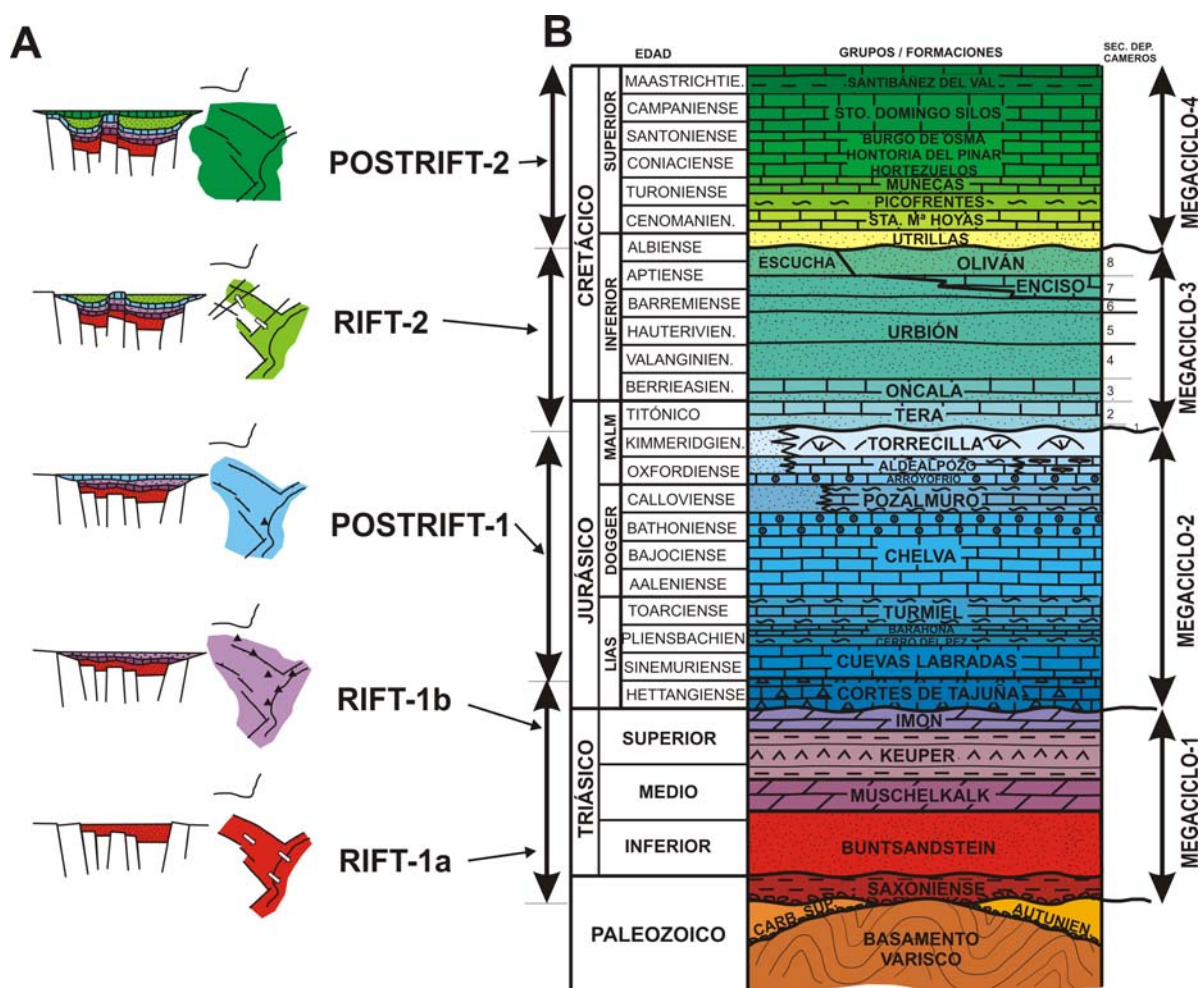 A
POSTRIFT-2
RIFT-2
POSTRIFT-1
RIFT-1b
RIFT-1a
B
EDAD
GRUPOS / FORMACIONES
SEC. DEP.
CAMEROS
CRETÁCICO
SUPERIOR
MAASTRICHTIE.
CAMPANIENSE
SANTONIENSE
CONIACIENSE
TURONIENSE
CENOMANIEN.
INFERIOR
ALBIENSE
APTIENSE
BARREMIENSE
HAUTERIVIEN.
VALANGINIEN.
BERRIEASIEN.
JURÁSICO
MALM
TITÓNICO
KIMMERIDGIEN.
OXFORDIENSE
DOGGER
CALLOVIENSE
BATHONIENSE
BAJOCIENSE
AALENIENSE
LIAS
TOARCIENSE
PLIENSBACHIEN
SINEMURIENSE
HETTANGIENSE
TRIÁSICO
SUPERIOR
MEDIO
INFERIOR
PALEOZOICO
SANTIBÁÑEZ DEL VAL
STO. DOMINGO SILOS
BURGO DE OSMA
HONTORIA DEL PINAR
HORTEZUELOS
MUÑECAS
PICOFRENTES
STA. Mª HOYAS
UTRILLAS
ESCUCHA
OLIVÁN
ENCISO
URBIÓN
ONCALA
TERA
TORRECILLA
ALDEALPOZO
ARROYOFRIO
POZALMURO
CHELVA
TURMIEL
BARAHONA
CERRO DEL PEZ
CUEVAS LABRADAS
CORTES DE TAJUÑA
IMON
KEUPER
MUSCHELKALK
BUNTSANDSTEIN
SAXONIENSE
CARB. SUP.
AUTUNIEN.
BASAMENTO
VARISCO
8
7
6
5
4
3
2
1
MEGACICLO-4
MEGACICLO-3
MEGACICLO-2
MEGACICLO-1